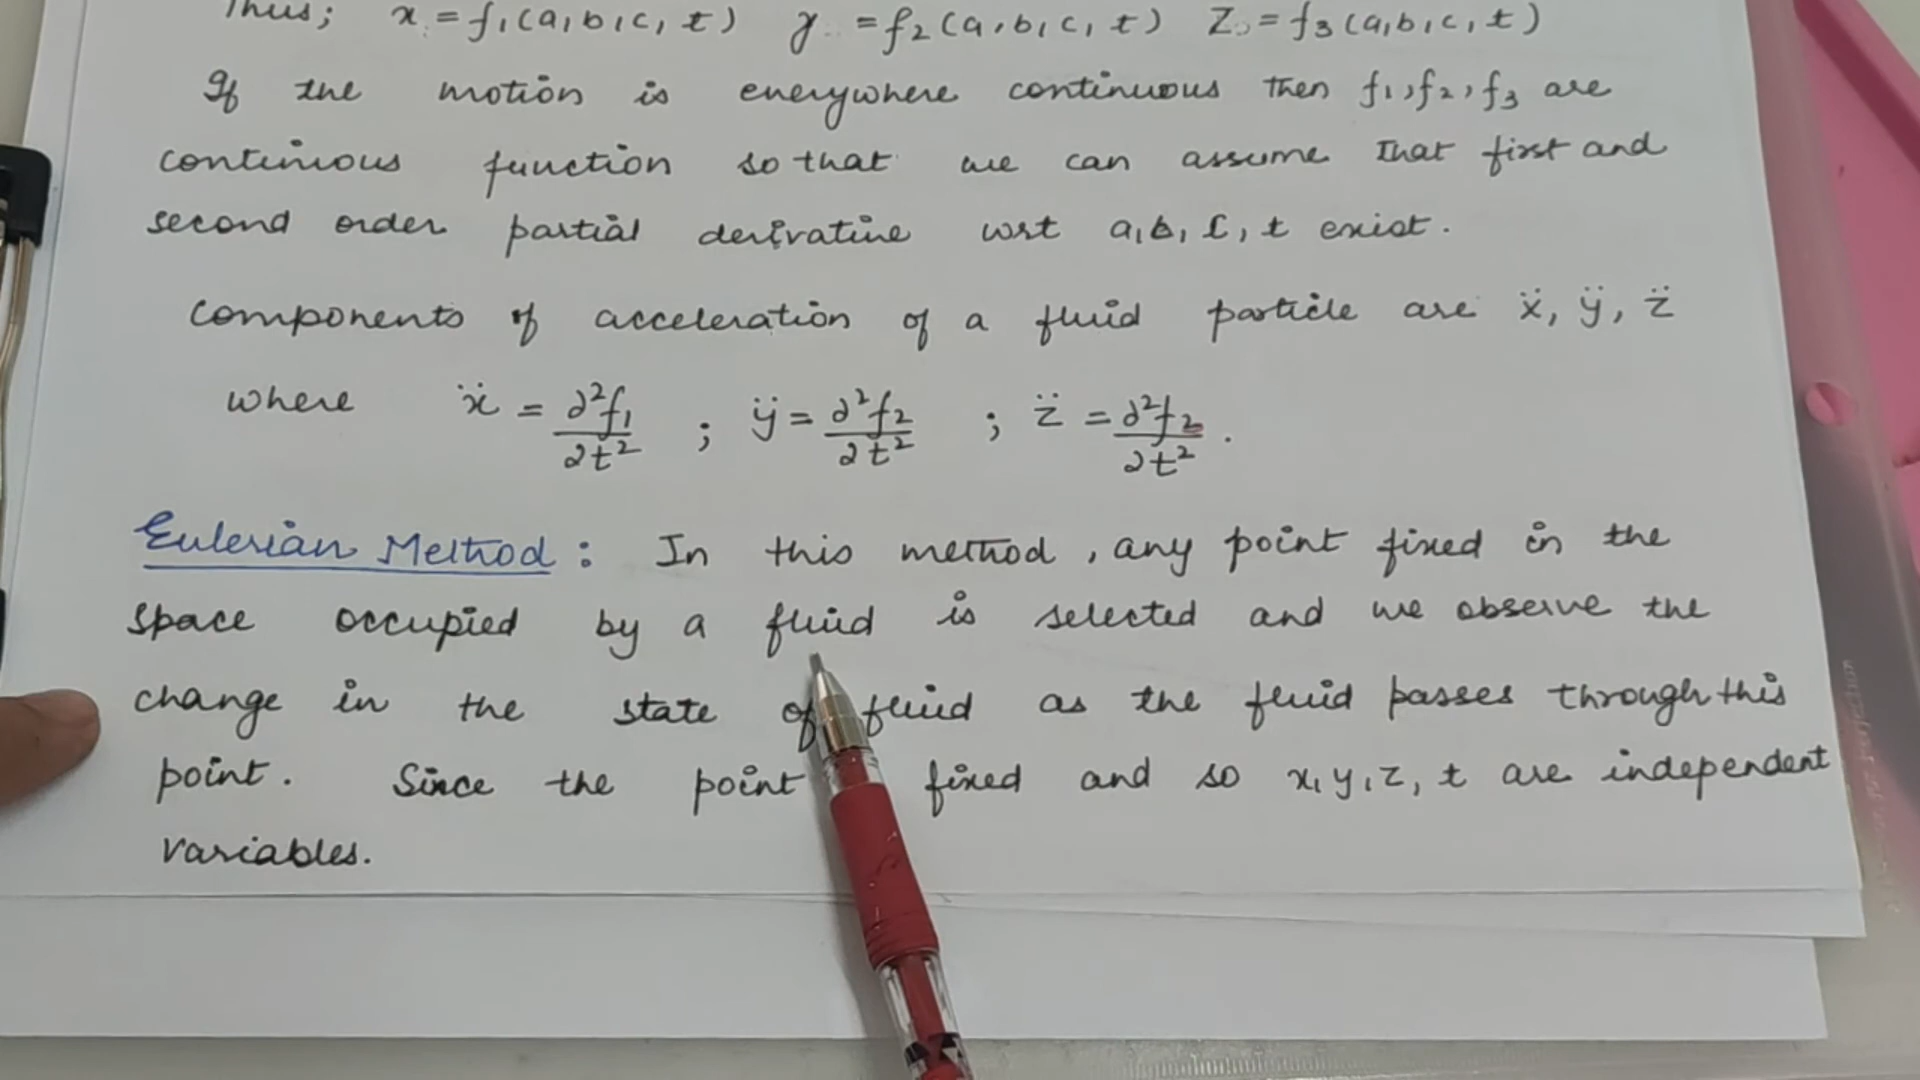 Thus; x = f₁(a,b,c,t) y = f₂(a,b,c,t) z = f₃(a,b,c,t)
If the motion is everywhere continuous then f₁, f₂, f₃ are
continuous function so that we can assume that first and
second order partial derivative wrt a, b, c, t exist.
Components of acceleration of a fluid particle are ẍ, ÿ, z̈
where ẍ = ∂²f₁/∂t² ; ÿ = ∂²f₂/∂t² ; z̈ = ∂²f₂/∂t².
Eulerian Method : In this method, any point fixed in the
space occupied by a fluid is selected and we observe the
change in the state of fluid as the fluid passes through this
point. Since the point fixed and so x, y, z, t are independent
variables.